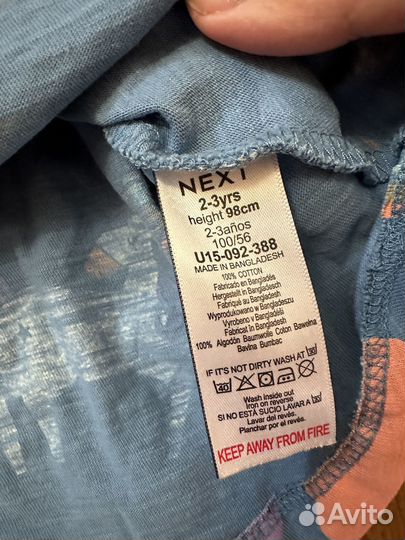 NEXT
2-3yrs
height 98cm
2-3años
100/56
U15-092-388
MADE IN BANGLADESH
100% COTTON
Fabricado en Bangladés
Hergestellt in Bangladesch
Fabriqué au Bangladesh
Wyprodukowano w Bangladeszu
Vyrobeno v Bangladéši
Fabricat în Bangladesh
100% Algodón Baumwolle Coton Bawełna
Bavlna Bumbac
IF IT'S NOT DIRTY WASH AT 30
40
Wash inside out
Iron on reverse
SI NO ESTÁ SUCIO LAVAR A 30
Lavar del revés.
Planchar por el revés.
KEEP AWAY FROM FIRE
Avito